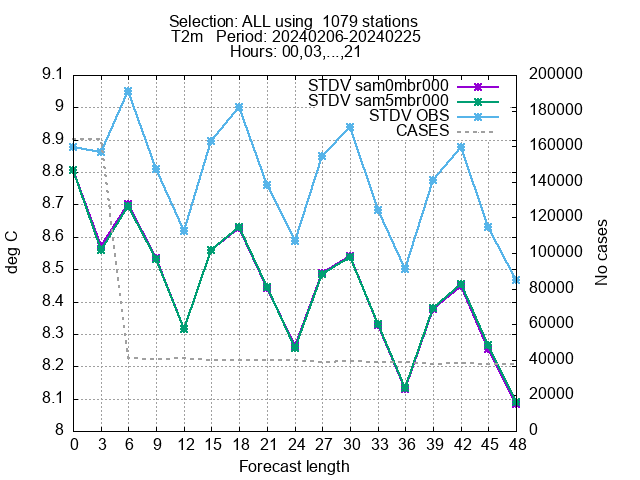 Selection: ALL using  1079 stations
T2m   Period: 20240206-20240225
Hours: 00,03,...,21
STDV sam0mbr000
STDV sam5mbr000
STDV OBS
CASES
9.1
9
8.9
8.8
8.7
8.6
8.5
8.4
8.3
8.2
8.1
8
deg C
200000
180000
160000
140000
120000
100000
80000
60000
40000
20000
0
No cases
0 3 6 9 12 15 18 21 24 27 30 33 36 39 42 45 48
Forecast length